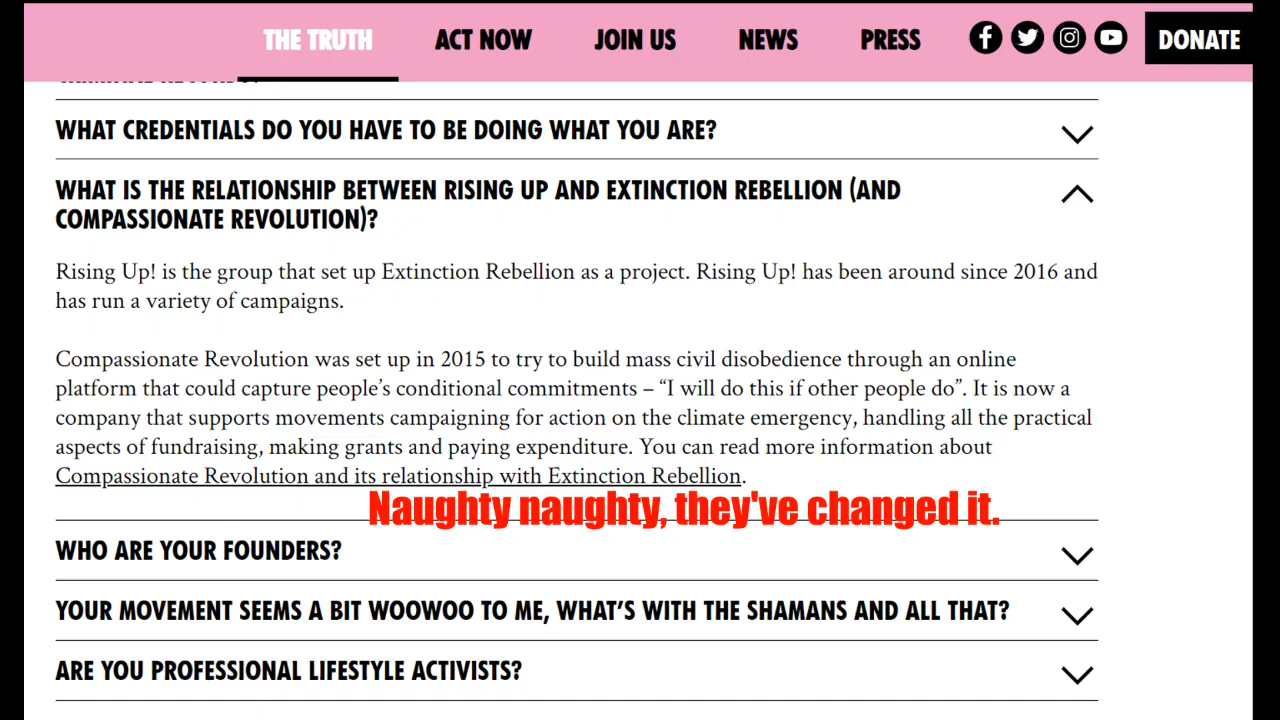 THE TRUTH ACT NOW JOIN US NEWS PRESS DONATE
WHAT CREDENTIALS DO YOU HAVE TO BE DOING WHAT YOU ARE?
WHAT IS THE RELATIONSHIP BETWEEN RISING UP AND EXTINCTION REBELLION (AND
COMPASSIONATE REVOLUTION)?
Rising Up! is the group that set up Extinction Rebellion as a project. Rising Up! has been around since 2016 and
has run a variety of campaigns.
Compassionate Revolution was set up in 2015 to try to build mass civil disobedience through an online
platform that could capture people’s conditional commitments – “I will do this if other people do”. It is now a
company that supports movements campaigning for action on the climate emergency, handling all the practical
aspects of fundraising, making grants and paying expenditure. You can read more information about
Compassionate Revolution and its relationship with Extinction Rebellion.
Naughty naughty, they've changed it.
WHO ARE YOUR FOUNDERS?
YOUR MOVEMENT SEEMS A BIT WOOWOO TO ME, WHAT’S WITH THE SHAMANS AND ALL THAT?
ARE YOU PROFESSIONAL LIFESTYLE ACTIVISTS?